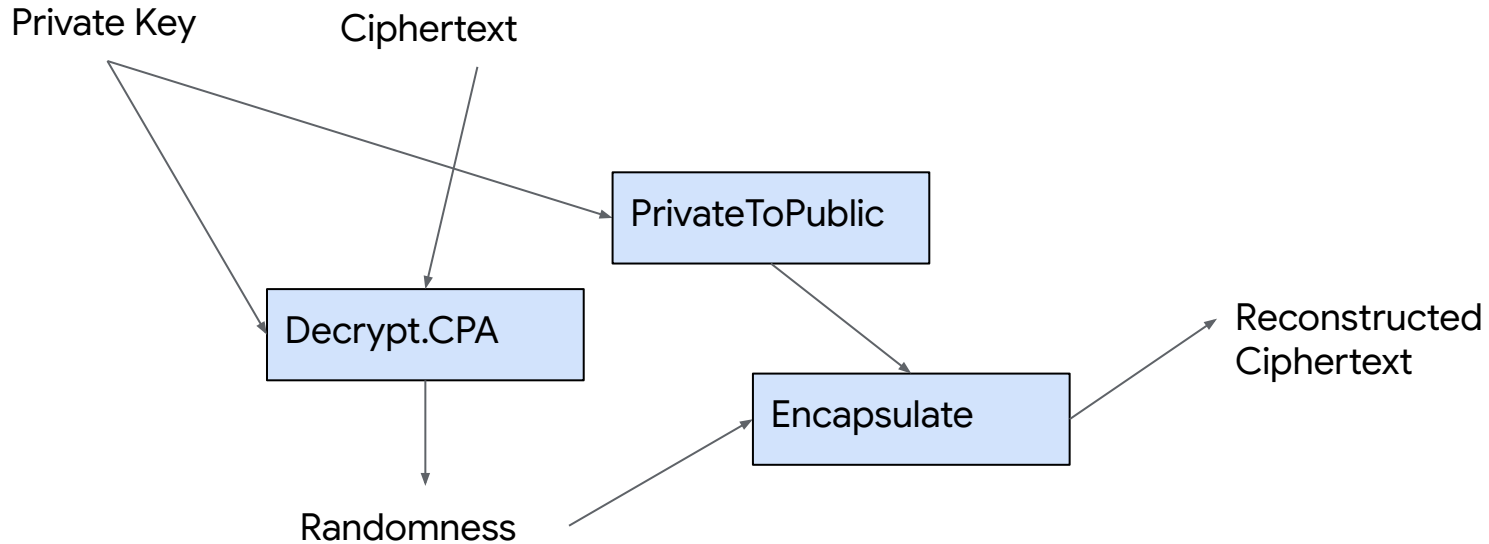 Private Key
Ciphertext
PrivateToPublic
Decrypt.CPA
Reconstructed
Ciphertext
Encapsulate
Randomness